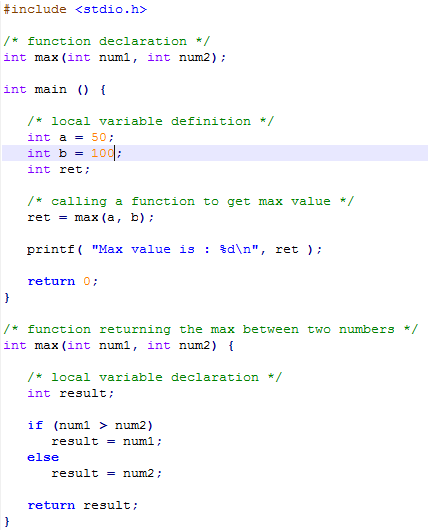 #include <stdio.h>
/* function declaration */
int max(int num1, int num2);
int main () {
/* local variable definition */
int a = 50;
int b = 100;
int ret;
/* calling a function to get max value */
ret = max(a, b);
printf( "Max value is : %d\n", ret );
return 0;
}
/* function returning the max between two numbers */
int max(int num1, int num2) {
/* local variable declaration */
int result;
if (num1 > num2)
result = num1;
else
result = num2;
return result;
}